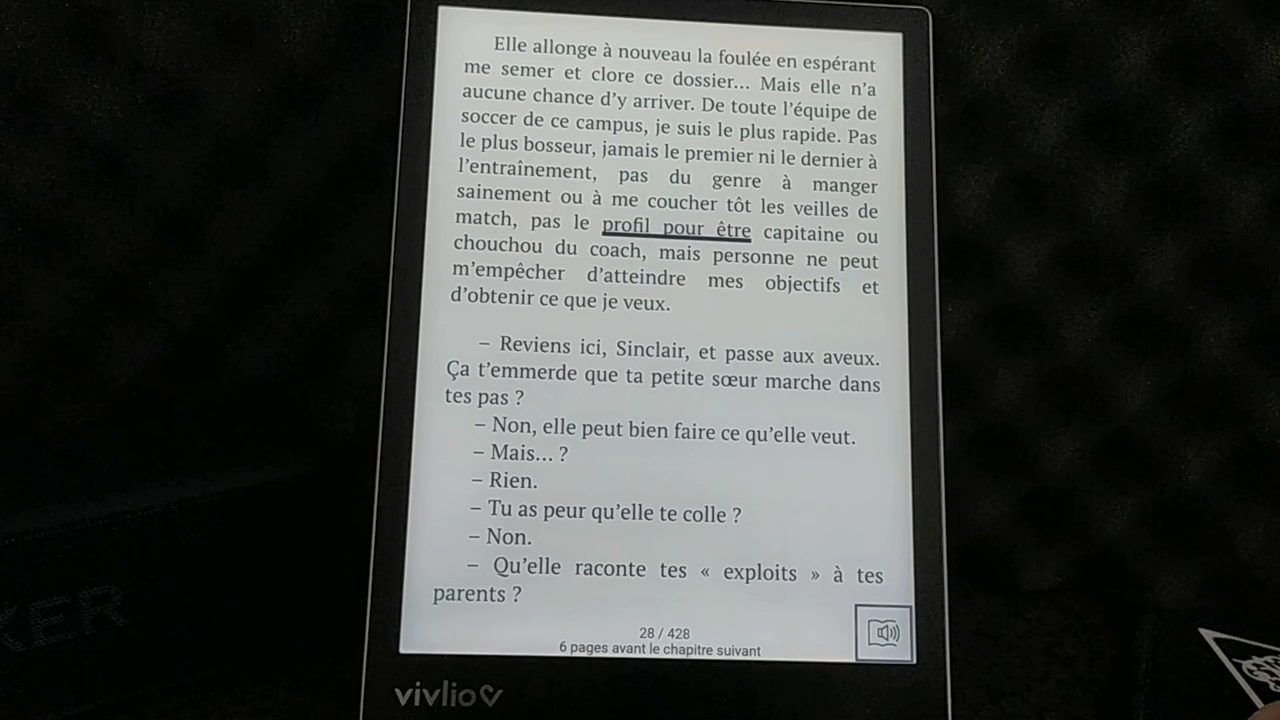 Elle allonge à nouveau la foulée en espérant
me semer et clore ce dossier... Mais elle n'a
aucune chance d'y arriver. De toute l'équipe de
soccer de ce campus, je suis le plus rapide. Pas
le plus bosseur, jamais le premier ni le dernier à
l'entraînement, pas du genre à manger
sainement ou à me coucher tôt les veilles de
match, pas le profil pour être capitaine ou
chouchou du coach, mais personne ne peut
m'empêcher d'atteindre mes objectifs et
d'obtenir ce que je veux.
– Reviens ici, Sinclair, et passe aux aveux.
Ça t'emmerde que ta petite sœur marche dans
tes pas ?
– Non, elle peut bien faire ce qu'elle veut.
– Mais... ?
– Rien.
– Tu as peur qu'elle te colle ?
– Non.
– Qu'elle raconte tes « exploits » à tes
parents ?
28 / 428
6 pages avant le chapitre suivant
vivlio